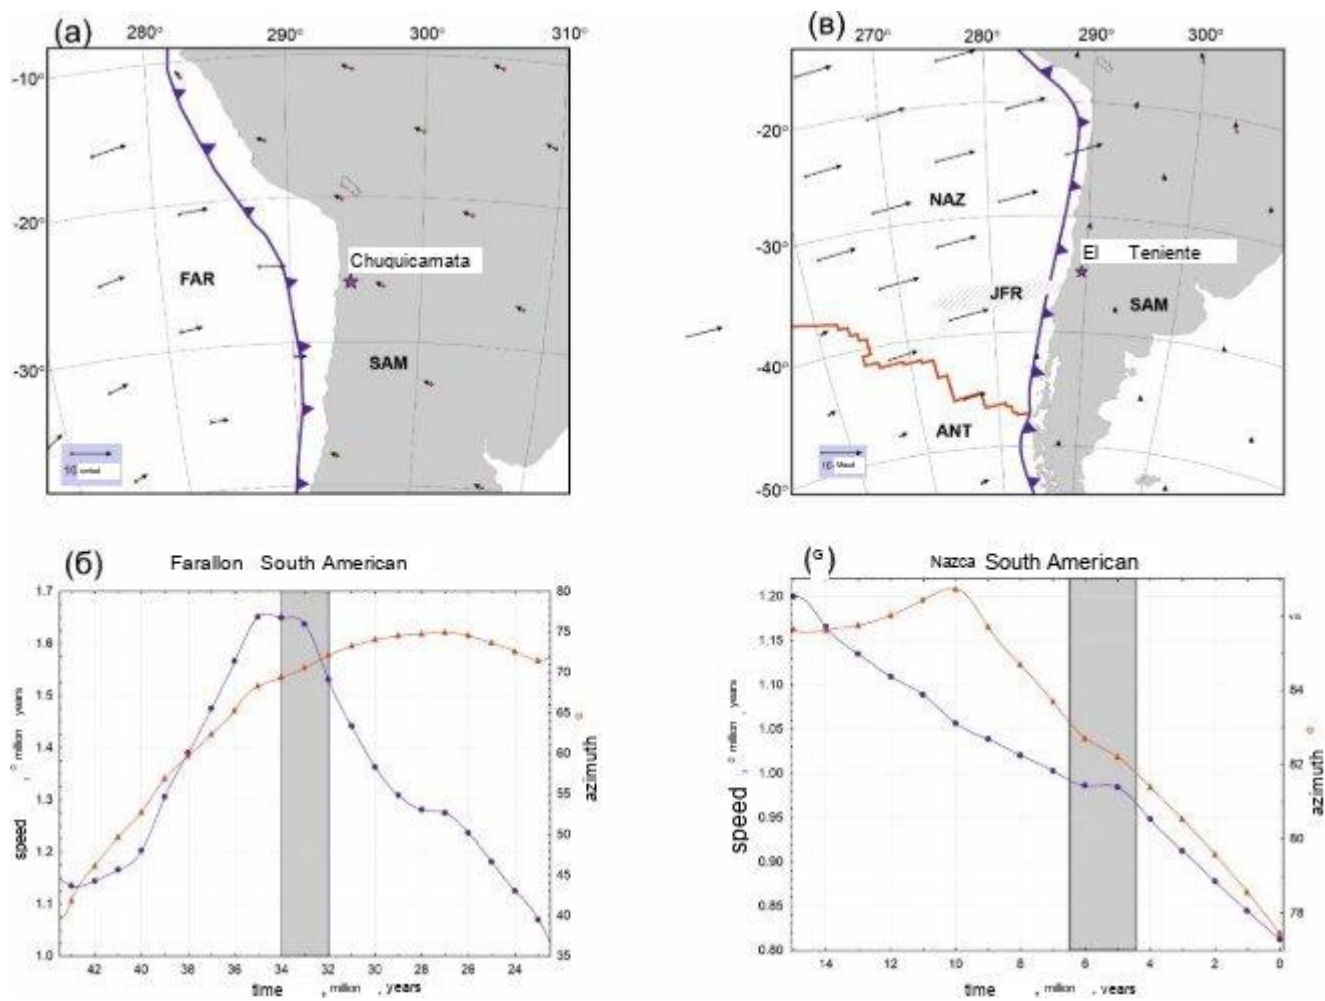 (а)
280° 290° 300° 310°
-10°
-20°
-30°
FAR
Chuquicamata
SAM
10
(в)
270° 280° 290° 300°
-20°
-30°
-40°
-50°
NAZ
El Teniente
JFR
SAM
ANT
10
(б)
Farallon South American
1.7 80
1.6 75
70
1.5 65
1.4 60
55
1.3 50
1.2 45
1.1 40
1.0 35
speed , ° million years
azimuth °
42 40 38 36 34 32 30 28 26 24
time , million , years
(G
Nazca South American
1.20
1.15
1.10 84
1.05
1.00 82
0.95
0.90 80
0.85 78
0.80
speed , ° million , years
azimuth °
14 12 10 8 6 4 2 0
time , million , years